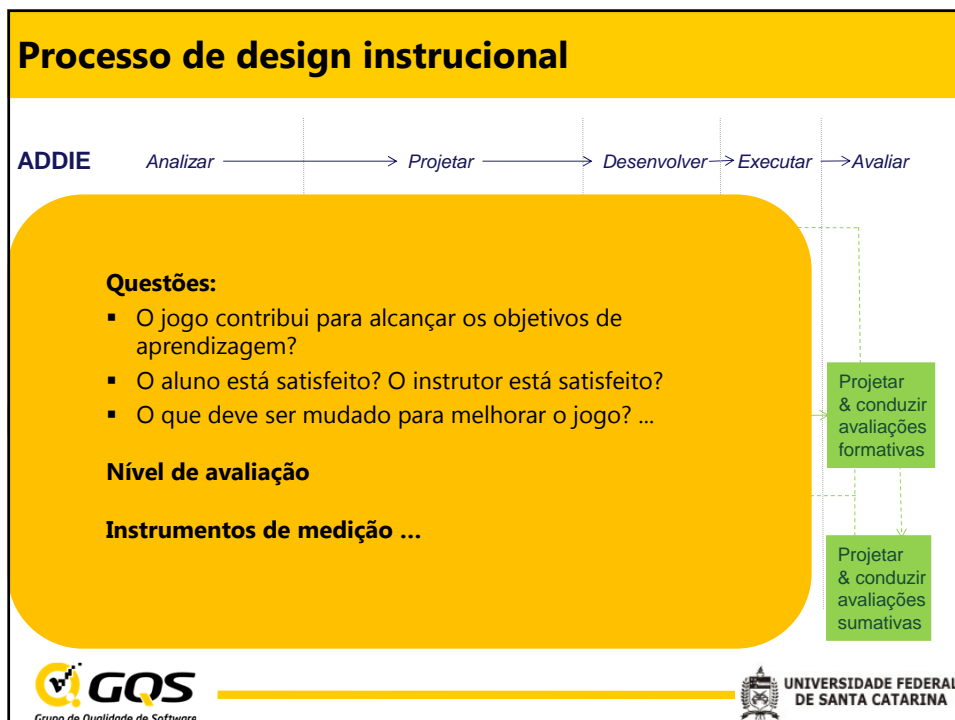 Processo de design instrucional
ADDIE Analizar Projetar Desenvolver Executar Avaliar
Questões:
▪ O jogo contribui para alcançar os objetivos de
aprendizagem?
▪ O aluno está satisfeito? O instrutor está satisfeito?
▪ O que deve ser mudado para melhorar o jogo? ...
Nível de avaliação
Instrumentos de medição ...
Projetar
& conduzir
avaliações
formativas
Projetar
& conduzir
avaliações
sumativas
GQS
Grupo de Qualidade de Software
UNIVERSIDADE FEDERAL
DE SANTA CATARINA